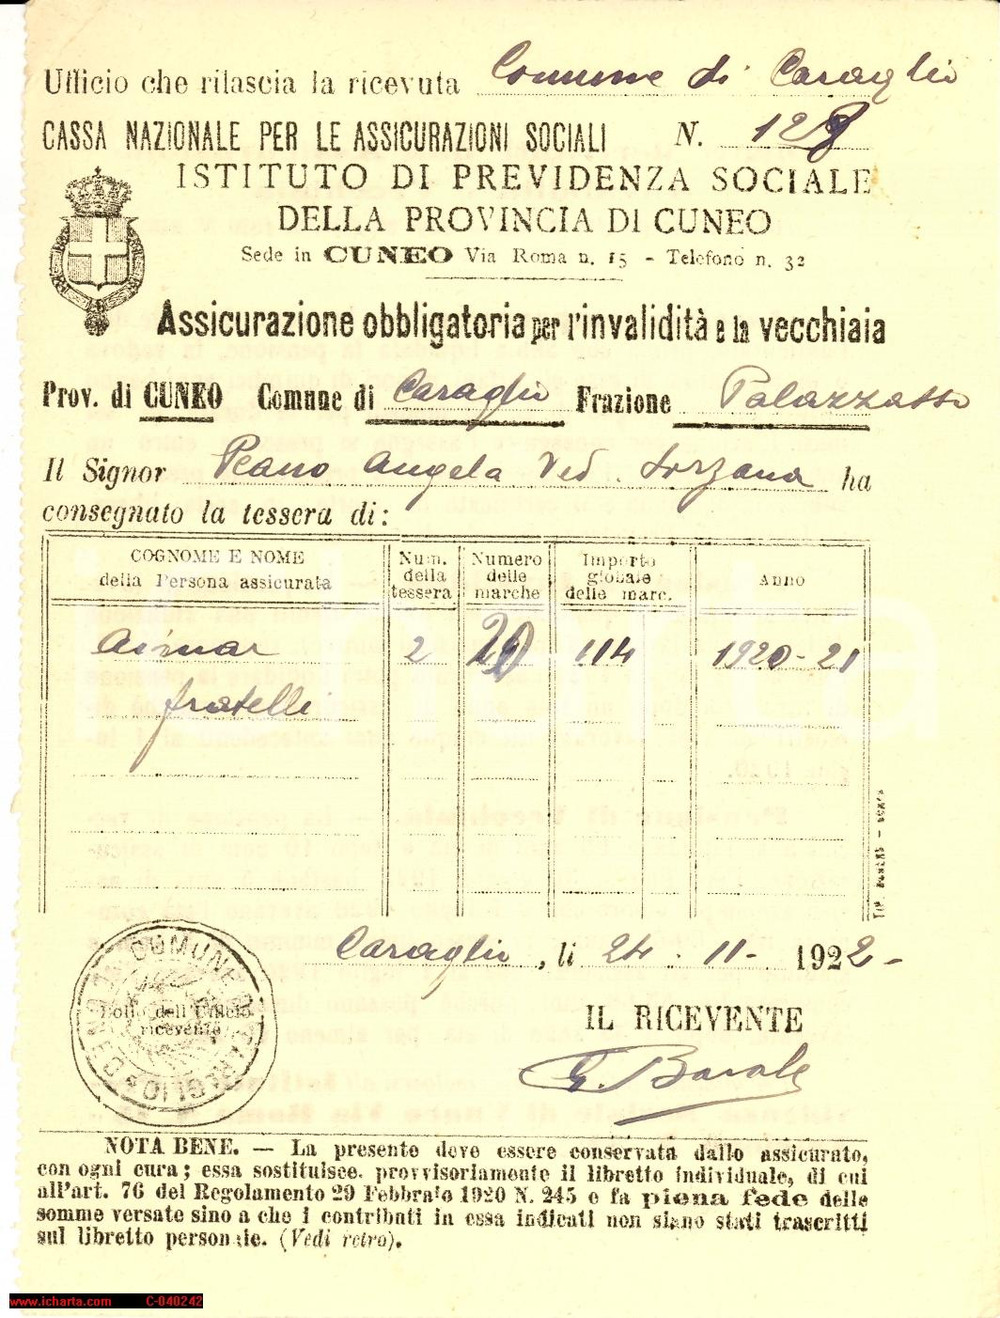 Ufficio che rilascia la ricevuta Comune di Caraglio
CASSA NAZIONALE PER LE ASSICURAZIONI SOCIALI N. 128
ISTITUTO DI PREVIDENZA SOCIALE
DELLA PROVINCIA DI CUNEO
Sede in CUNEO Via Roma n. 15 - Telefono n. 32
Assicurazione obbligatoria per l'invalidità e la vecchiaia
Prov. di CUNEO Comune di Caraglio Frazione Palazzasso
Il Signor Peano Angela Ved. ha
consegnato la tessera di:
COGNOME E NOME
della Persona assicurata
Num.
della
tessera
Numero
delle
marche
Importo
globale
delle marc.
Anno
Aimar 2 114 1920-21
fratelli
Caraglio, li 24-11-1922-
COMUNE DI CARAGLIO
Bollo dell'Ufficio
ricevente
IL RICEVENTE
NOTA BENE. — La presente deve essere conservata dallo assicurato,
con ogni cura; essa sostituisce. provvisoriamente il libretto individuale, di cui
all'art. 76 del Regolamento 29 Febbraio 1920 N. 245 e fa piena fede delle
somme versate sino a che i contributi in essa indicati non siano stati trascritti
sul libretto personale. (Vedi retro).
www.icharta.com C-040242